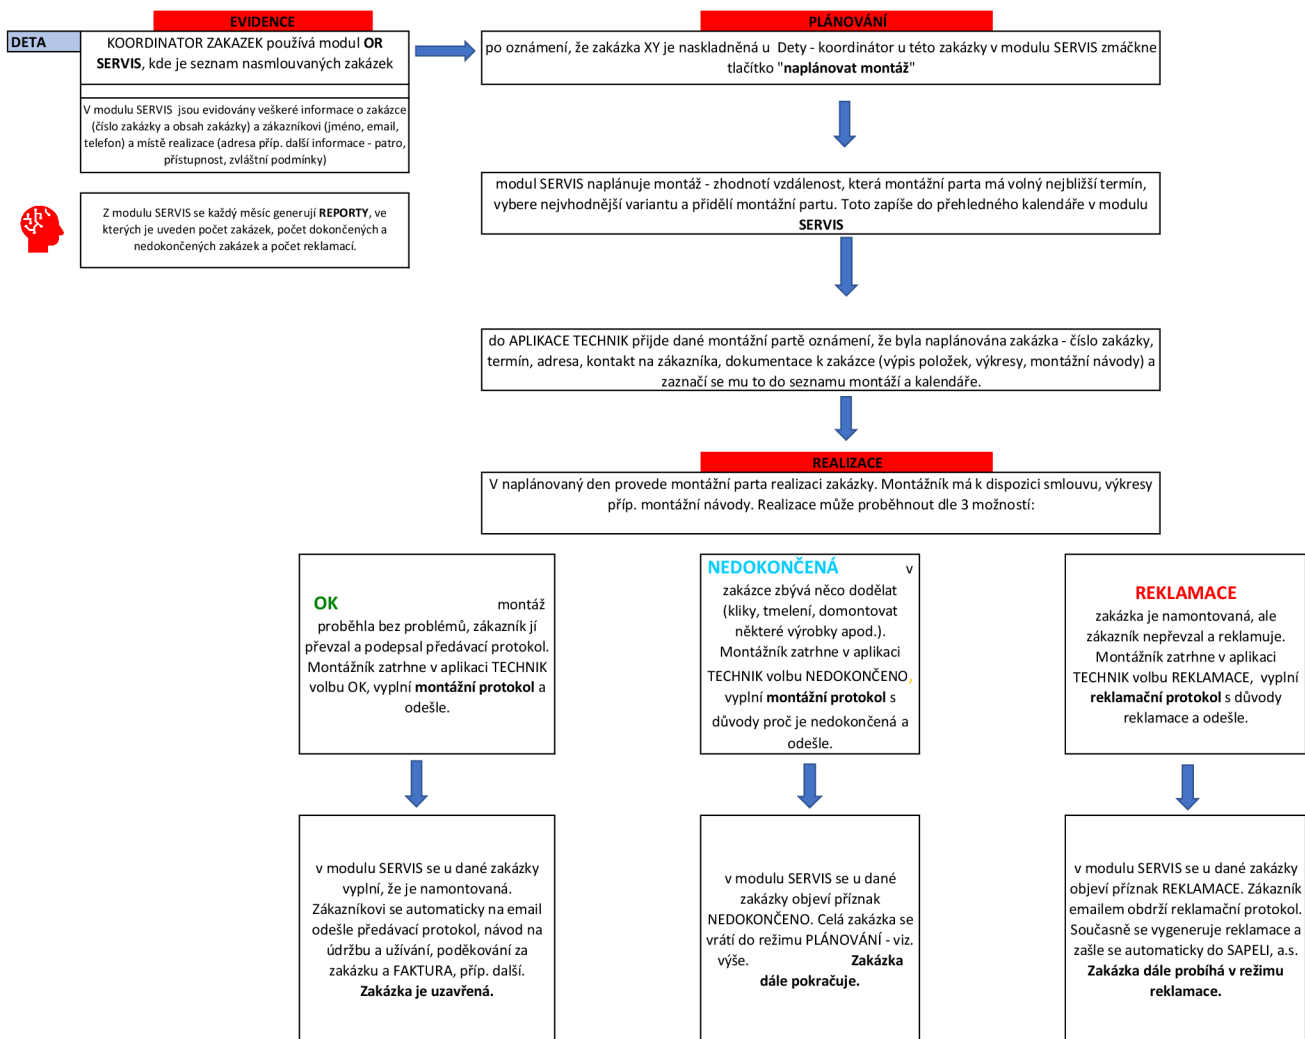 EVIDENCE
DETA
KOORDINATOR ZAKAZEK používá modul OR
SERVIS, kde je seznam nasmlouvaných zakázek
V modulu SERVIS  jsou evidovány veškeré informace o zakázce
(číslo zakázky a obsah zakázky) a zákazníkovi (jméno, email,
telefon) a místě realizace (adresa příp. další informace - patro,
přístupnost, zvláštní podmínky)
Z modulu SERVIS se každý měsíc generují REPORTY, ve
kterých je uveden počet zakázek, počet dokončených a
nedokončených zakázek a počet reklamací.
PLÁNOVÁNÍ
po oznámení, že zakázka XY je naskladněná u  Dety - koordinátor u této zakázky v modulu SERVIS zmáčkne
tlačítko "naplánovat montáž"
modul SERVIS naplánuje montáž - zhodnotí vzdálenost, která montážní parta má volný nejbližší termín,
vybere nejvhodnější variantu a přidělí montážní partu. Toto zapíše do přehledného kalendáře v modulu
SERVIS
do APLIKACE TECHNIK přijde dané montážní partě oznámení, že byla naplánována zakázka - číslo zakázky,
termín, adresa, kontakt na zákazníka, dokumentace k zakázce (výpis položek, výkresy, montážní návody) a
zaznačí se mu to do seznamu montáží a kalendáře.
REALIZACE
V naplánovaný den provede montážní parta realizaci zakázky. Montážník má k dispozici smlouvu, výkresy
příp. montážní návody. Realizace může proběhnout dle 3 možností:
OK montáž
proběhla bez problémů, zákazník jí
převzal a podepsal předávací protokol.
Montážník zatrhne v aplikaci TECHNIK
volbu OK, vyplní montážní protokol a
odešle.
NEDOKONČENÁ v
zakázce zbývá něco dodělat
(kliky, tmelení, domontovat
některé výrobky apod.).
Montážník zatrhne v aplikaci
TECHNIK volbu NEDOKONČENO,
vyplní montážní protokol s
důvody proč je nedokončená a
odešle.
REKLAMACE
zakázka je namontovaná, ale
zákazník nepřevzal a reklamuje.
Montážník zatrhne v aplikaci
TECHNIK volbu REKLAMACE,  vyplní
reklamační protokol s důvody
reklamace a odešle.
v modulu SERVIS se u dané zakázky
vyplní, že je namontovaná.
Zákazníkovi se automaticky na email
odešle předávací protokol, návod na
údržbu a užívání, poděkování za
zakázku a FAKTURA, příp. další.
Zakázka je uzavřená.
v modulu SERVIS se u dané
zakázky objeví příznak
NEDOKONČENO. Celá zakázka se
vrátí do režimu PLÁNOVÁNÍ - viz.
výše. Zakázka
dále pokračuje.
v modulu SERVIS se u dané zakázky
objeví příznak REKLAMACE. Zákazník
emailem obdrží reklamační protokol.
Současně se vygeneruje reklamace a
zašle se automaticky do SAPELI, a.s.
Zakázka dále probíhá v režimu
reklamace.